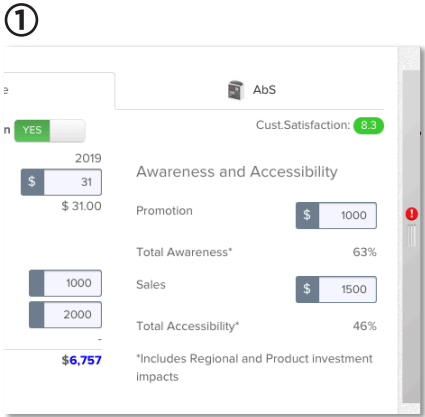 ①
e
AbS
n YES
Cust.Satisfaction: 8.3
2019
Awareness and Accessibility
$ 31
$ 31.00
Promotion
$ 1000
Total Awareness*
63%
1000
Sales
$ 1500
2000
Total Accessibility*
46%
-
$6,757
*Includes Regional and Product investment
impacts